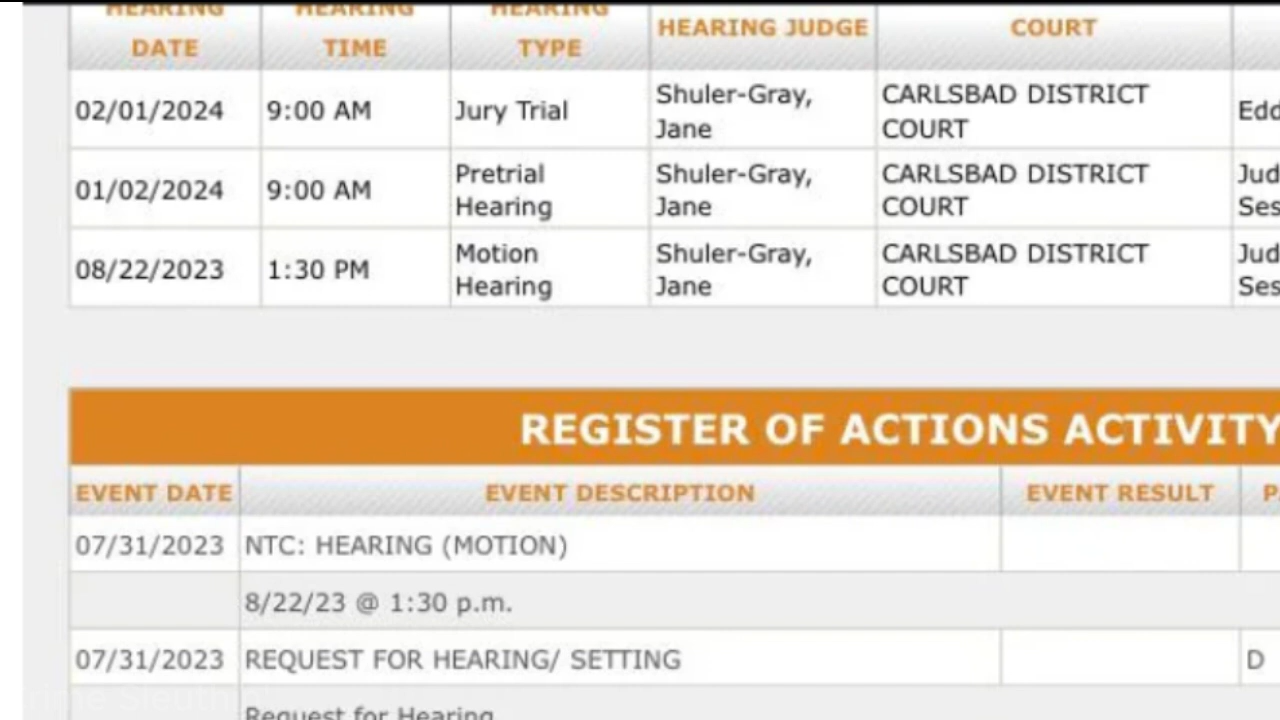 HEARING DATE HEARING TIME HEARING TYPE HEARING JUDGE COURT
02/01/2024 9:00 AM Jury Trial Shuler-Gray, Jane CARLSBAD DISTRICT COURT
01/02/2024 9:00 AM Pretrial Hearing Shuler-Gray, Jane CARLSBAD DISTRICT COURT
08/22/2023 1:30 PM Motion Hearing Shuler-Gray, Jane CARLSBAD DISTRICT COURT
REGISTER OF ACTIONS ACTIVITY
EVENT DATE EVENT DESCRIPTION EVENT RESULT
07/31/2023 NTC: HEARING (MOTION)
8/22/23 @ 1:30 p.m.
07/31/2023 REQUEST FOR HEARING/ SETTING D
Request for Hearing